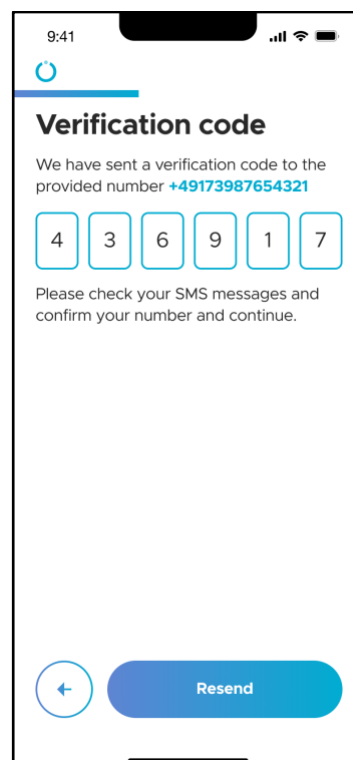 9:41
Verification code
We have sent a verification code to the
provided number +49173987654321
4 3 6 9 1 7
Please check your SMS messages and
confirm your number and continue.
Resend